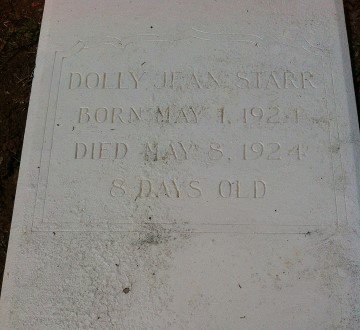 DOLLY JEAN STARR
BORN MAY 1, 1924
DIED MAY 8, 1924
8 DAYS OLD